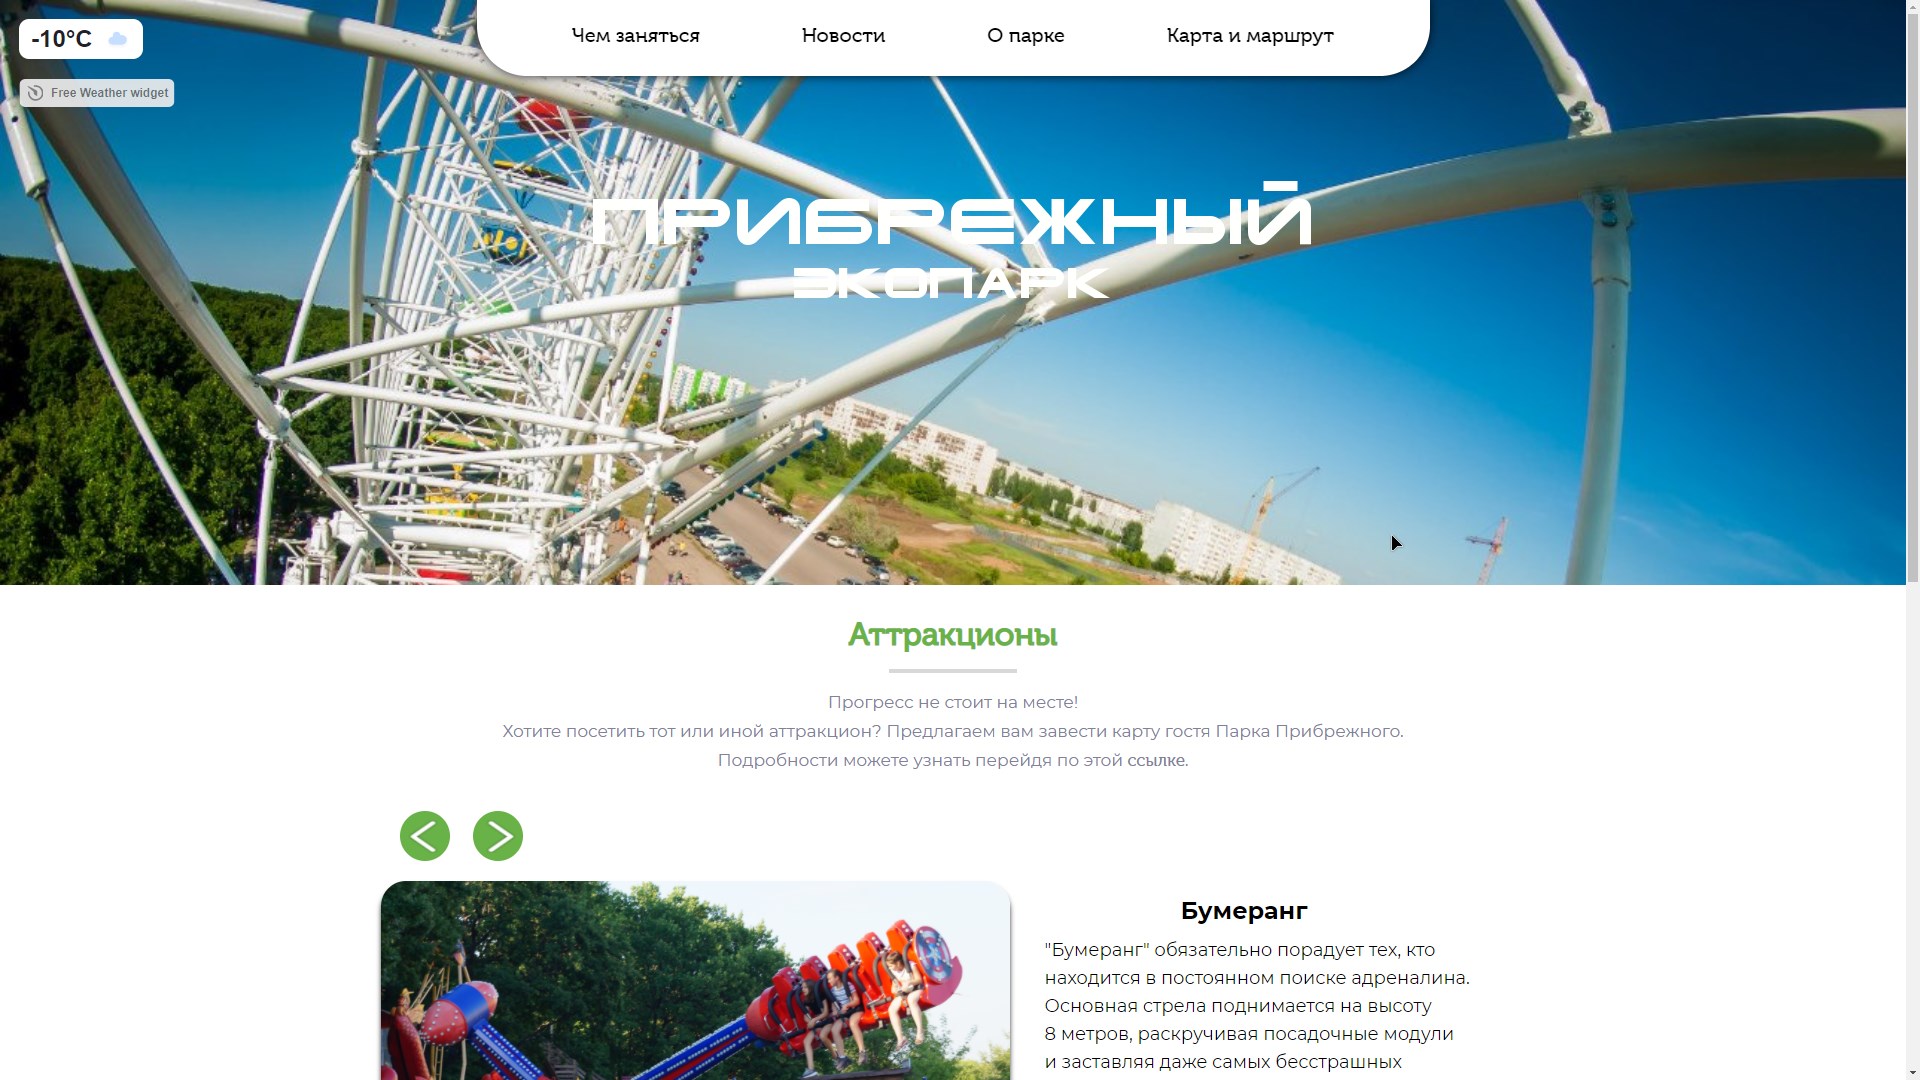 -10°C
Free Weather widget
Чем заняться
Новости
О парке
Карта и маршрут
ПРИБРЕЖНЫЙ
ЭКОПАРК
Аттракционы
Прогресс не стоит на месте!
Хотите посетить тот или иной аттракцион? Предлагаем вам завести карту гостя Парка Прибрежного.
Подробности можете узнать перейдя по этой ссылке.
Бумеранг
"Бумеранг" обязательно порадует тех, кто
находится в постоянном поиске адреналина.
Основная стрела поднимается на высоту
8 метров, раскручивая посадочные модули
и заставляя даже самых бесстрашных